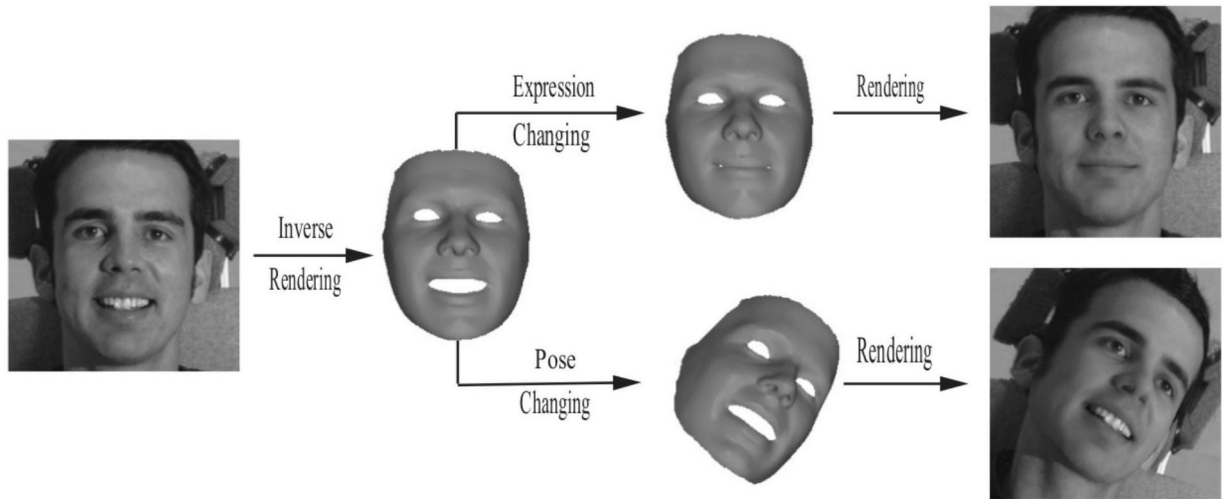 Inverse
Rendering
Expression
Changing
Rendering
Pose
Changing
Rendering